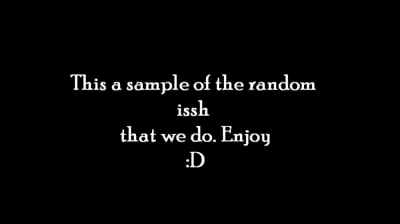 This a sample of the random
issh
that we do. Enjoy
:D